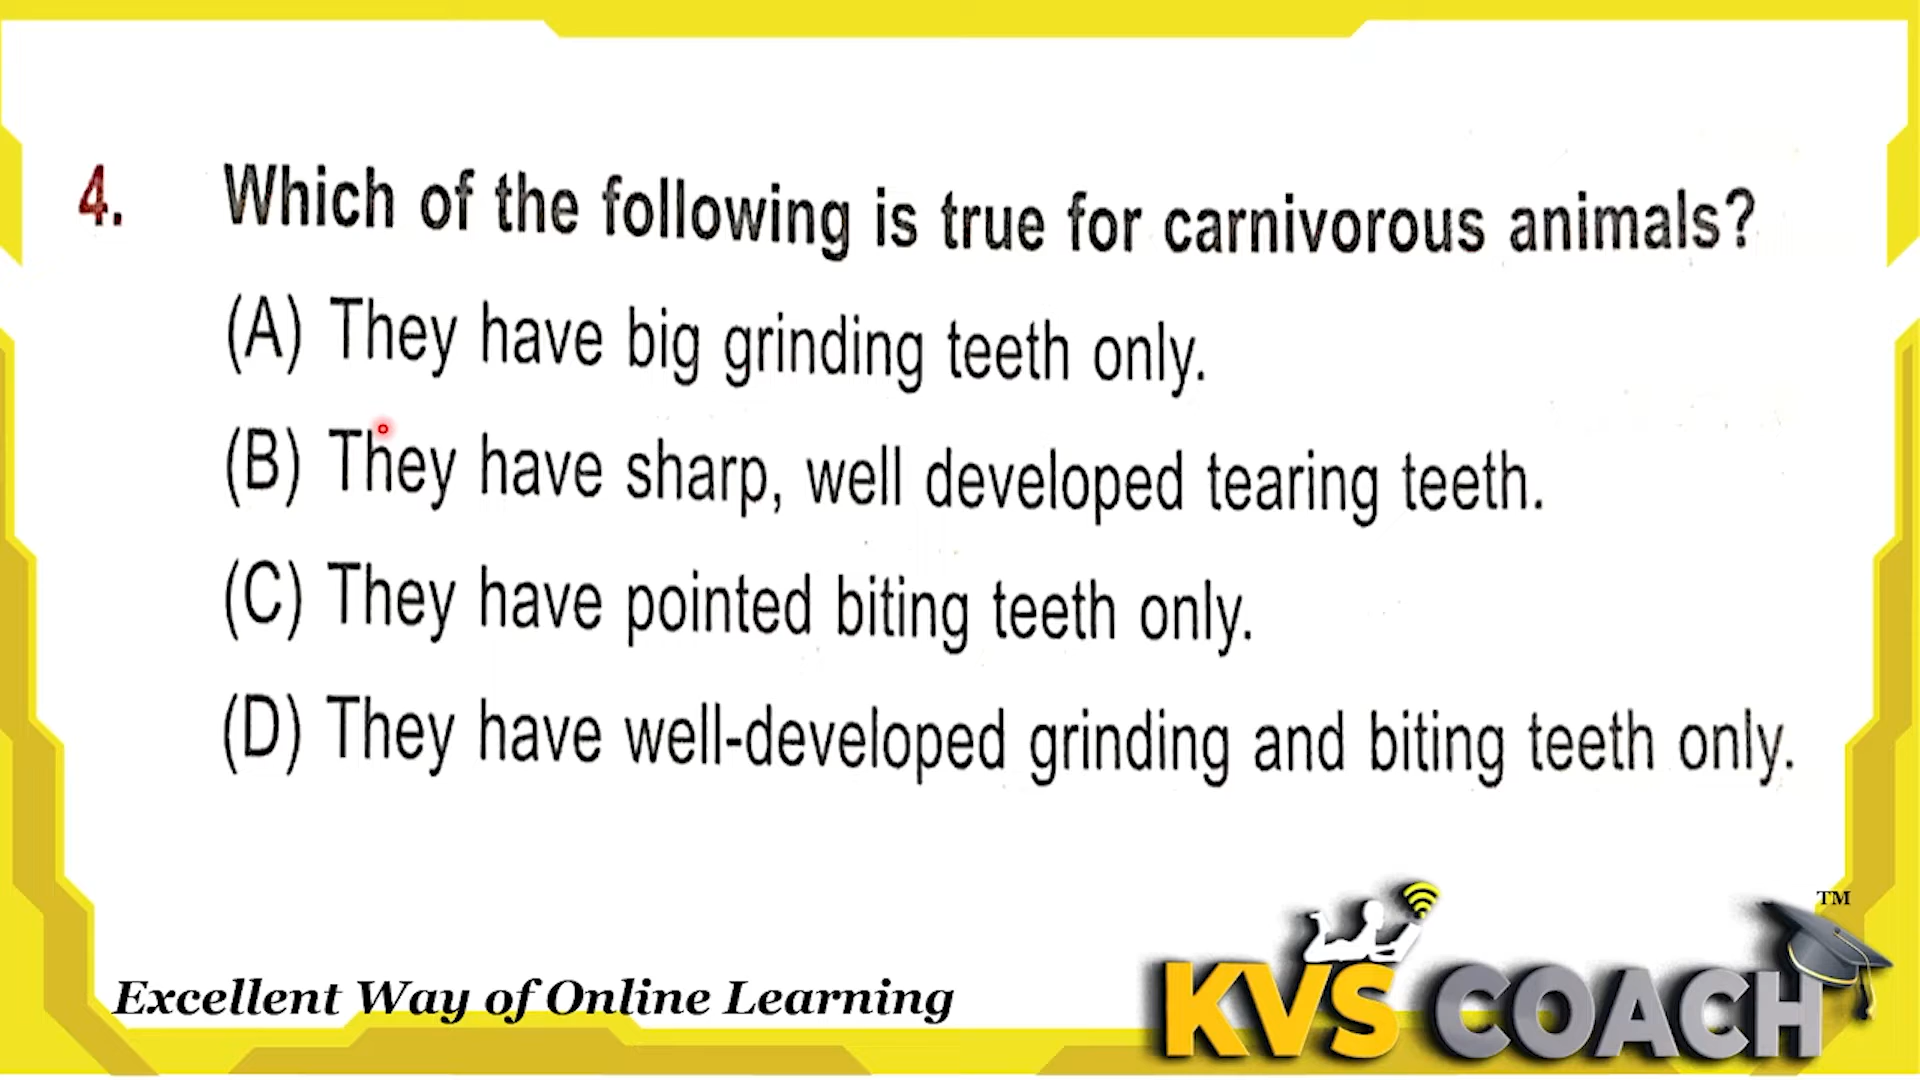 4. Which of the following is true for carnivorous animals?
(A) They have big grinding teeth only.
(B) They have sharp, well developed tearing teeth.
(C) They have pointed biting teeth only.
(D) They have well-developed grinding and biting teeth only.
Excellent Way of Online Learning
KVS COACH TM